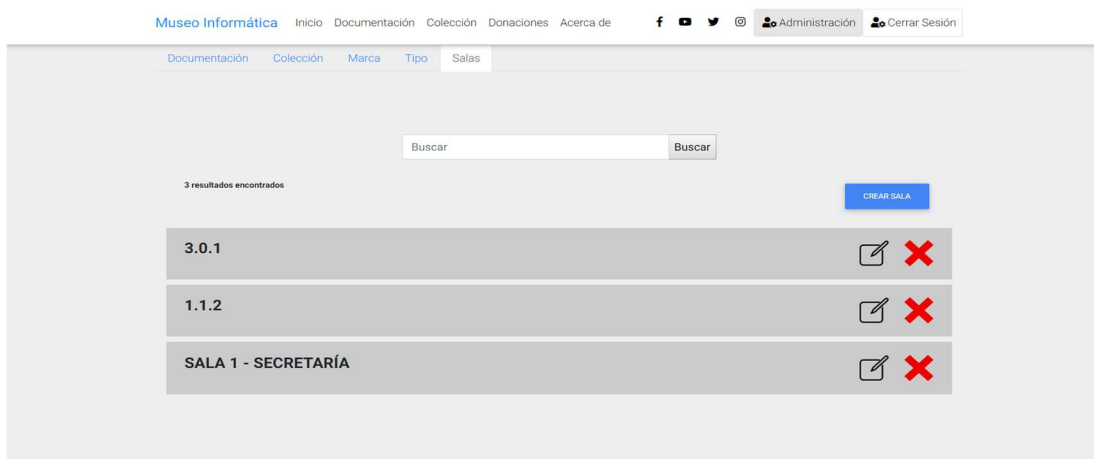 Museo Informática Inicio Documentación Colección Donaciones Acerca de Administración Cerrar Sesión
Documentación Colección Marca Tipo Salas
Buscar Buscar
3 resultados encontrados
CREAR SALA
3.0.1
1.1.2
SALA 1 - SECRETARÍA